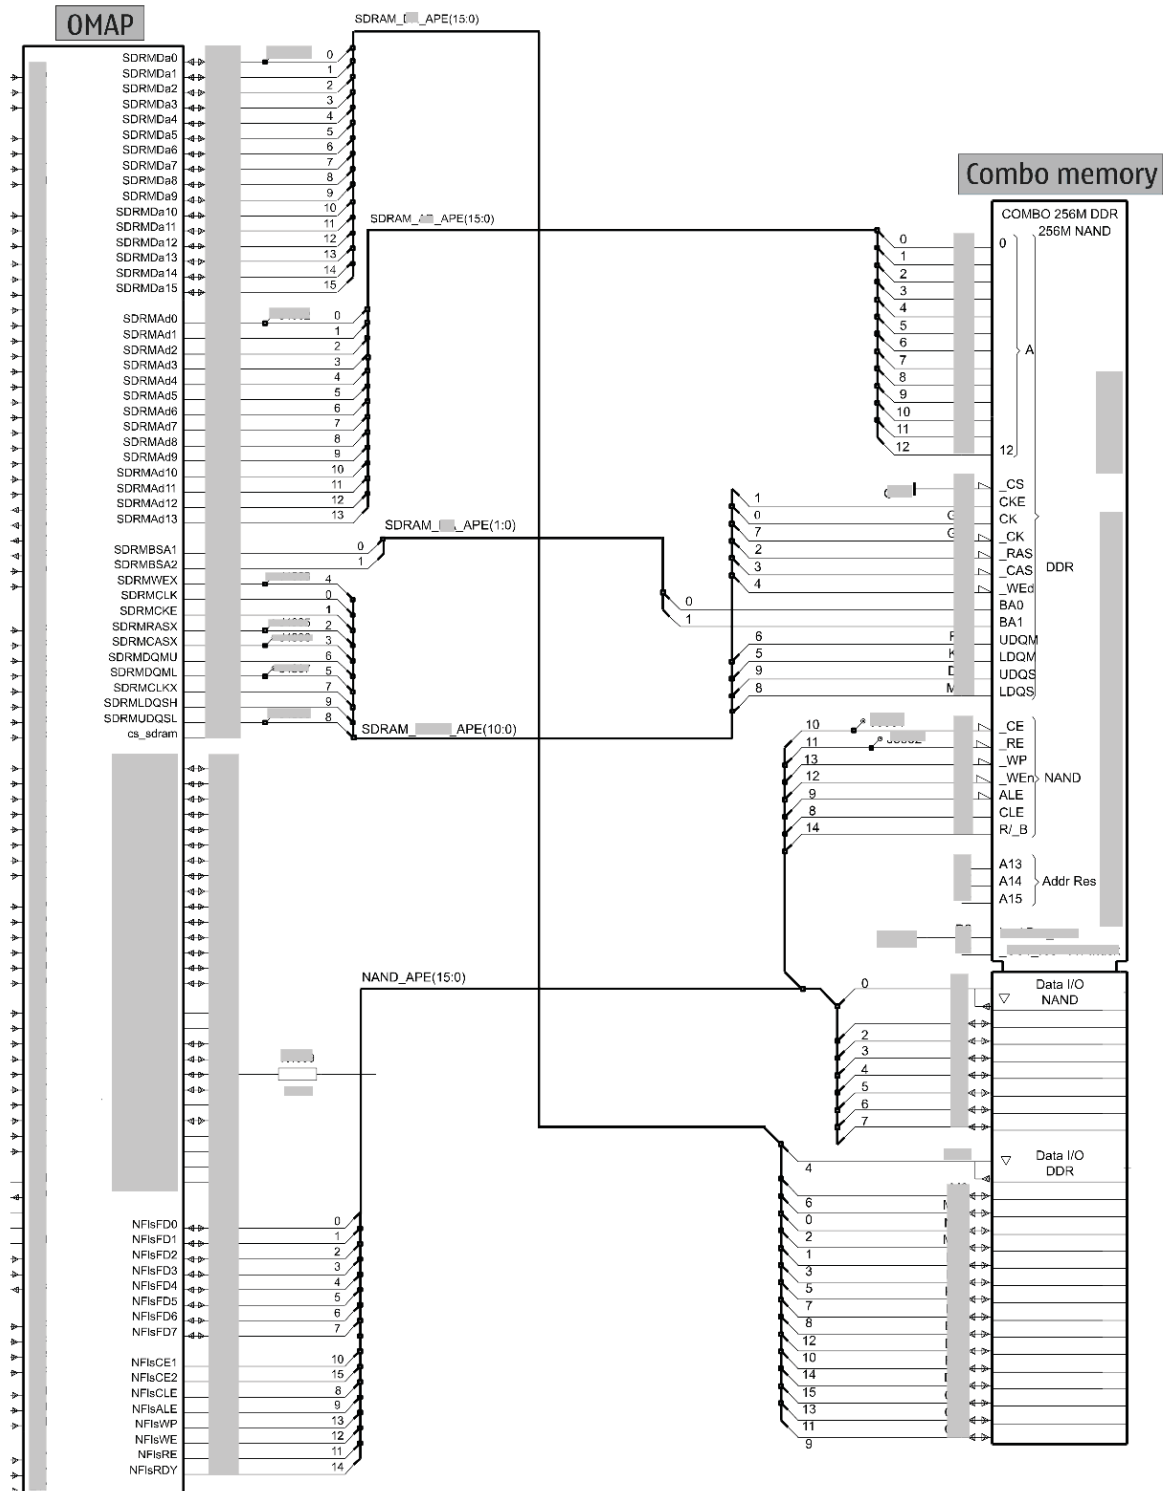 OMAP
SDRAM_D APE(15:0)
SDRMDa0 0
SDRMDa1 1
SDRMDa2 2
SDRMDa3 3
SDRMDa4 4
SDRMDa5 5
SDRMDa6 6
SDRMDa7 7
SDRMDa8 8
SDRMDa9 9
SDRMDa10 10
SDRMDa11 11
SDRMDa12 12
SDRMDa13 13
SDRMDa14 14
SDRMDa15 15
SDRAM_ _APE(15:0)
SDRMAd0 0
SDRMAd1 1
SDRMAd2 2
SDRMAd3 3
SDRMAd4 4
SDRMAd5 5
SDRMAd6 6
SDRMAd7 7
SDRMAd8 8
SDRMAd9 9
SDRMAd10 10
SDRMAd11 11
SDRMAd12 12
SDRMAd13 13
SDRAM_ _APE(1:0)
SDRMBSA1 0
SDRMBSA2 1
SDRMWEX 4
SDRMCLK 0
SDRMCKE 1
SDRMRASX 2
SDRMCASX 3
SDRMDQMU 6
SDRMDQML 5
SDRMCLKX 7
SDRMLDQSH 9
SDRMUDQSL 8
cs_sdram
SDRAM_ _APE(10:0)
NAND_APE(15:0)
NFIsFD0 0
NFIsFD1 1
NFIsFD2 2
NFIsFD3 3
NFIsFD4 4
NFIsFD5 5
NFIsFD6 6
NFIsFD7 7
NFIsCE1 10
NFIsCE2 15
NFIsCLE 8
NFIsALE 9
NFIsWP 13
NFIsWE 12
NFIsRE 11
NFIsRDY 14
Combo memory
COMBO 256M DDR
256M NAND
0 0
1
2
3
4
5
6 A
7
8
9
10
11
12 12
_CS
1 CKE
0 CK
7 _CK
2 _RAS
3 _CAS
4 _WEd
DDR
0 BA0
1 BA1
6 UDQM
5 LDQM
9 UDQS
8 LDQS
10 _CE
11 _RE
13 _WP
12 _WEn NAND
9 ALE
8 CLE
14 R/_B
A13
A14 Addr Res
A15
0 Data I/O
NAND
2
3
4
5
6
7
Data I/O
4 DDR
6
0
2
1
3
5
7
8
12
10
14
15
13
11
9